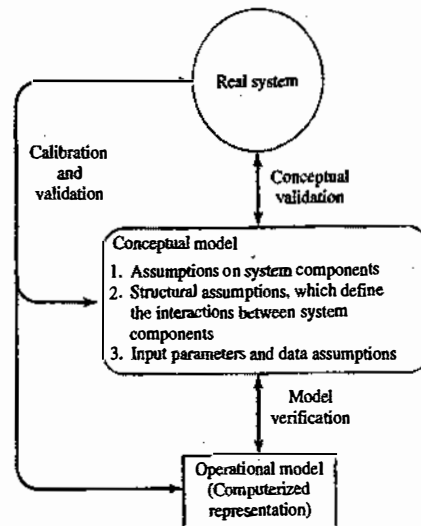 Real system
Calibration
and
validation
Conceptual
validation
Conceptual model
1. Assumptions on system components
2. Structural assumptions, which define
the interactions between system
components
3. Input parameters and data assumptions
Model
verification
Operational model
(Computerized
representation)